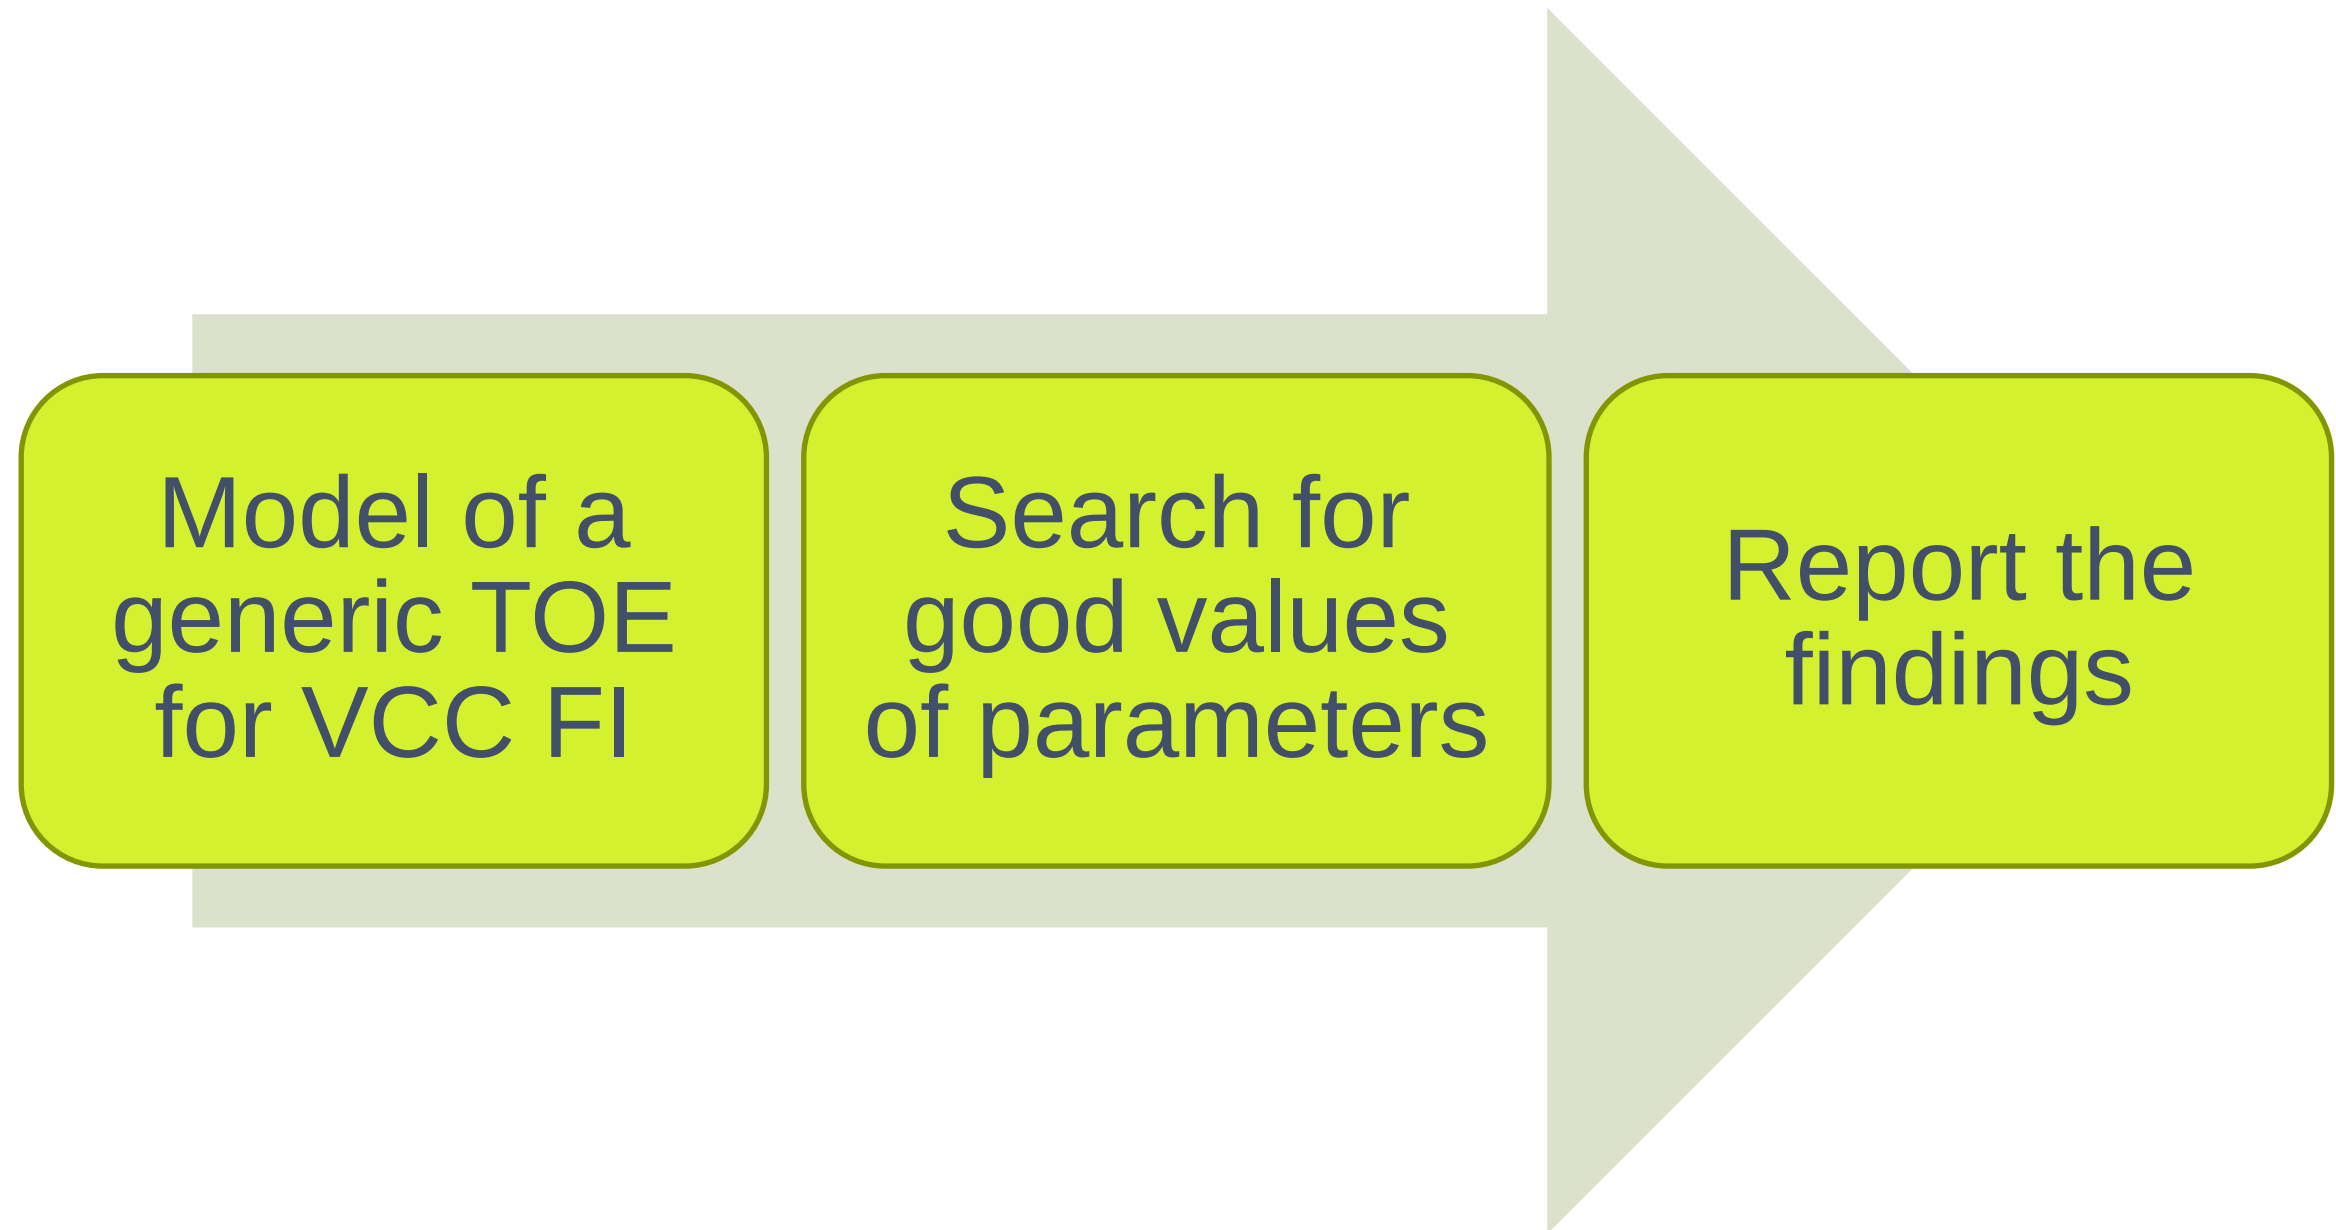 Model of a
generic TOE
for VCC FI
Search for
good values
of parameters
Report the
findings